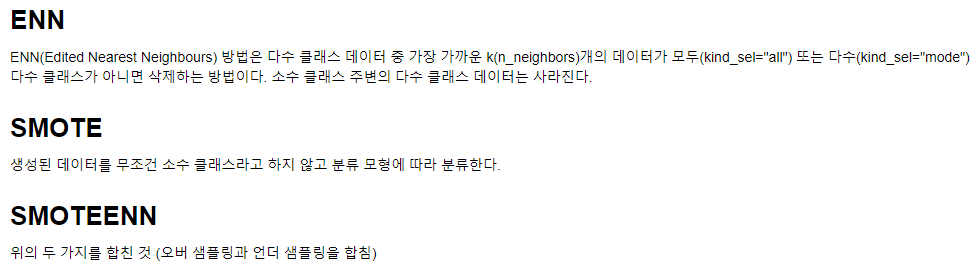 ENN
ENN(Edited Nearest Neighbours) 방법은 다수 클래스 데이터 중 가장 가까운 k(n_neighbors)개의 데이터가 모두(kind_sel="all") 또는 다수(kind_sel="mode")
다수 클래스가 아니면 삭제하는 방법이다. 소수 클래스 주변의 다수 클래스 데이터는 사라진다.
SMOTE
생성된 데이터를 무조건 소수 클래스라고 하지 않고 분류 모형에 따라 분류한다.
SMOTEENN
위의 두 가지를 합친 것 (오버 샘플링과 언더 샘플링을 합침)